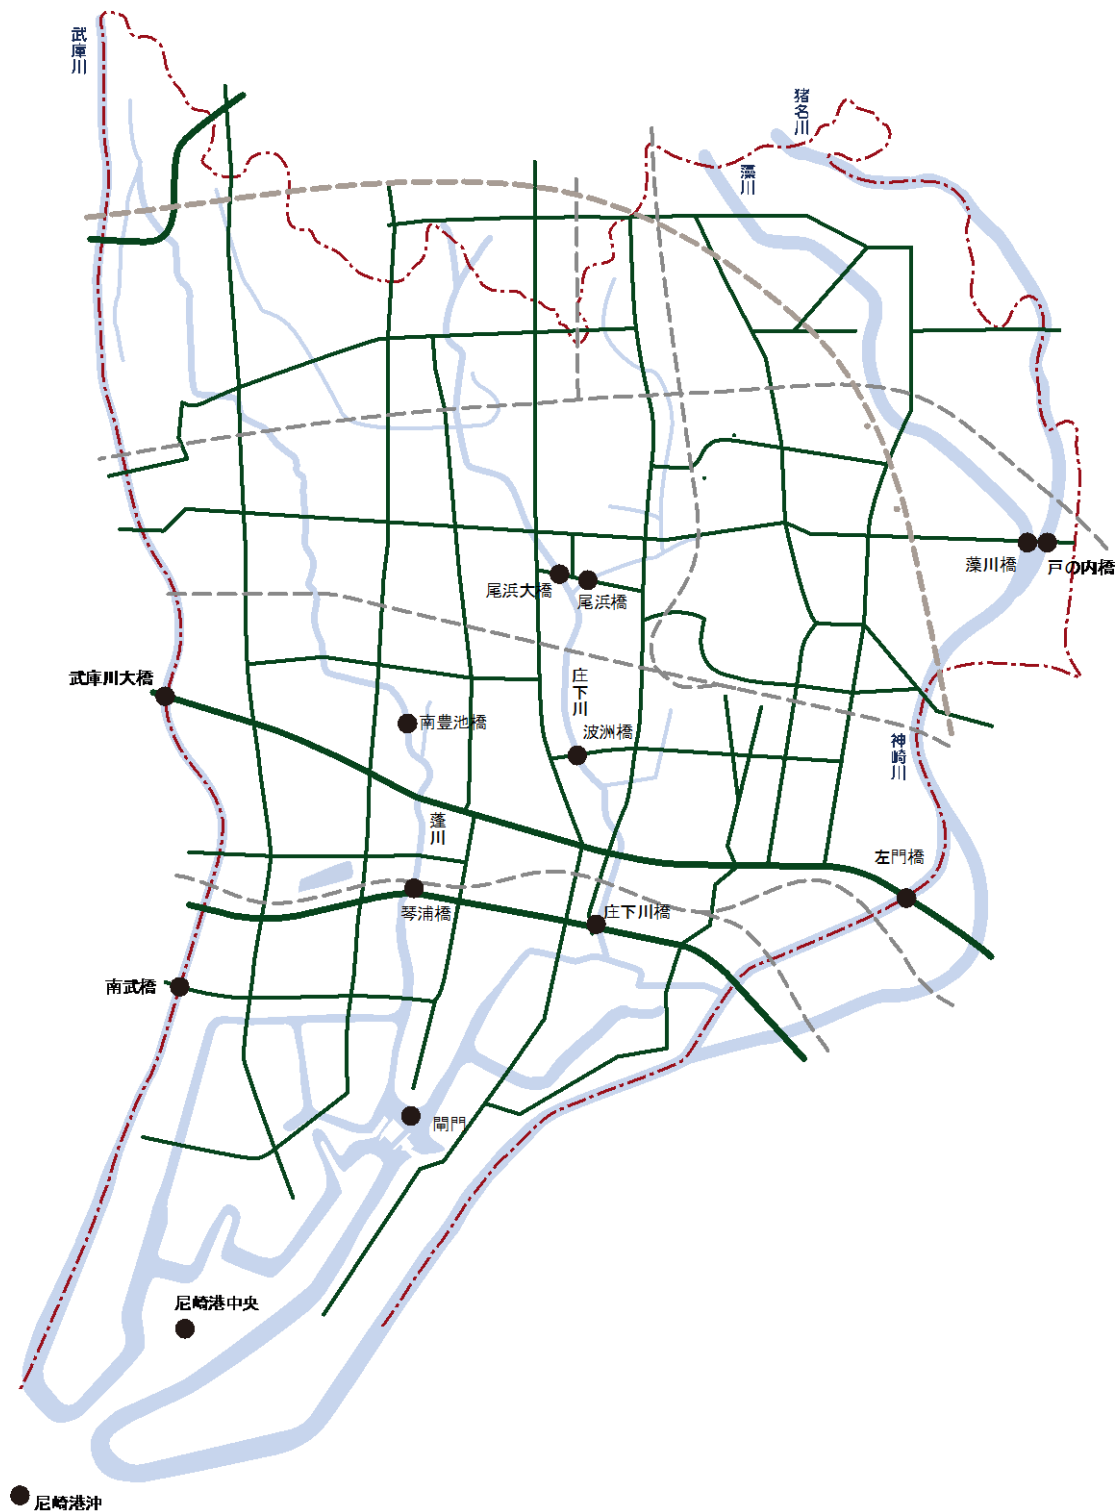 武庫川
猪名川
藻川
藻川橋
戸の内橋
尾浜大橋
尾浜橋
武庫川大橋
庄下川
南豊池橋
波洲橋
神崎川
蓬川
左門橋
琴浦橋
庄下川橋
南武橋
閘門
尼崎港中央
尼崎港沖